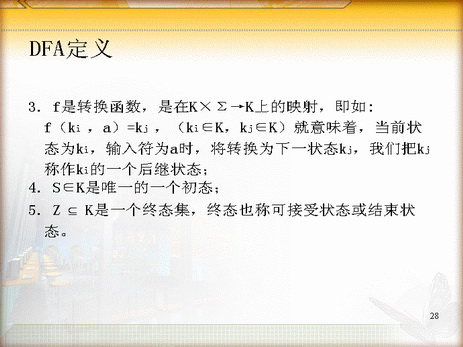 DFA定义
3. f是转换函数，是在K×Σ→K上的映射，即如:
f（ki ，a）=kj ，（ki∈K，kj∈K）就意味着，当前状
态为ki，输入符为a时，将转换为下一状态kj，我们把kj
称作ki的一个后继状态；
4. S∈K是唯一的一个初态；
5. Z ⊆ K是一个终态集，终态也称可接受状态或结束状
态。
28